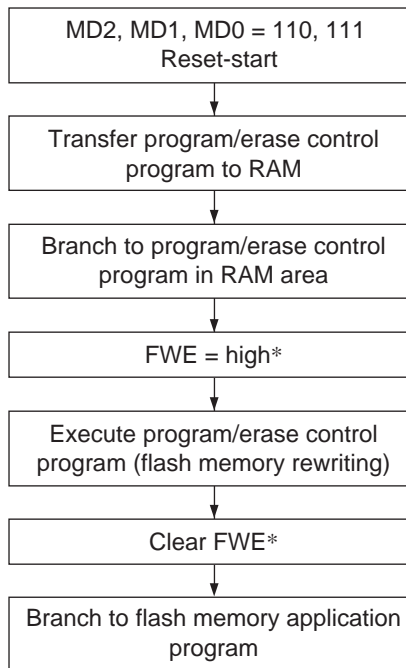 MD2, MD1, MD0 = 110, 111
Reset-start
Transfer program/erase control
program to RAM
Branch to program/erase control
program in RAM area
FWE = high*
Execute program/erase control
program (flash memory rewriting)
Clear FWE*
Branch to flash memory application
program